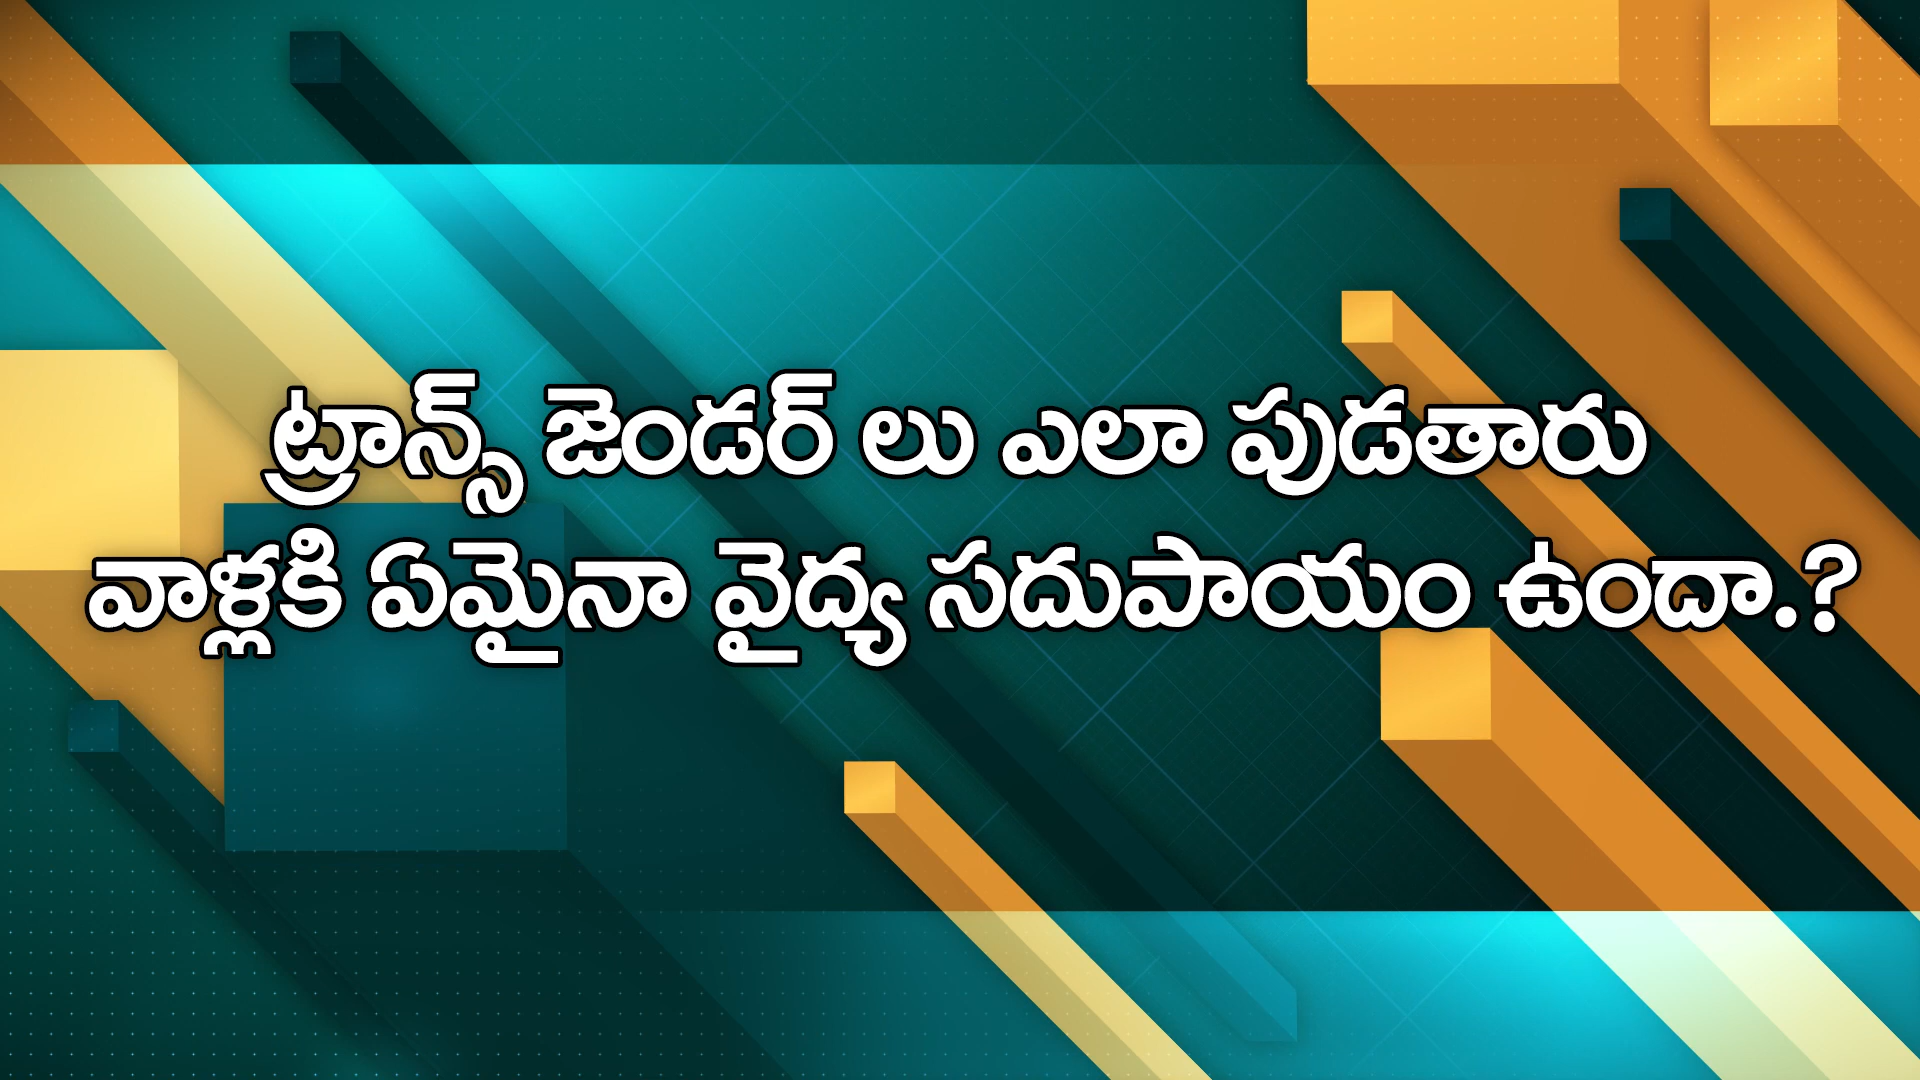 ట్రాన్స్ జెండర్ లు ఎలా పుడతారు
వాళ్లకి ఏమైనా వైద్య సదుపాయం ఉందా.?